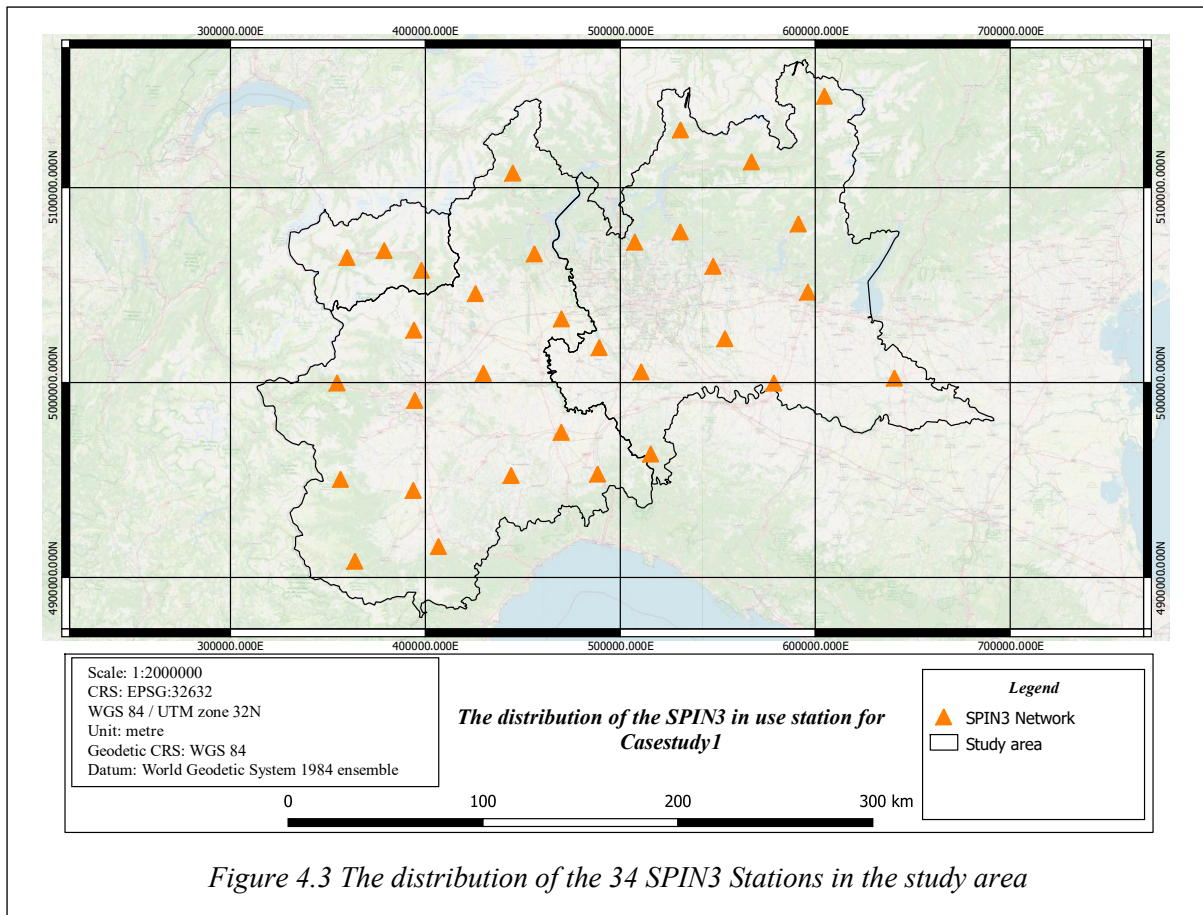 300000.000E 400000.000E 500000.000E 600000.000E 700000.000E
5100000.000N 5100000.000N
5000000.000N 5000000.000N
4900000.000N 4900000.000N
300000.000E 400000.000E 500000.000E 600000.000E 700000.000E
Scale: 1:2000000
CRS: EPSG:32632
WGS 84 / UTM zone 32N
Unit: metre
Geodetic CRS: WGS 84
Datum: World Geodetic System 1984 ensemble
The distribution of the SPIN3 in use station for
Casestudy1
Legend
SPIN3 Network
Study area
0 100 200 300 km
Figure 4.3 The distribution of the 34 SPIN3 Stations in the study area